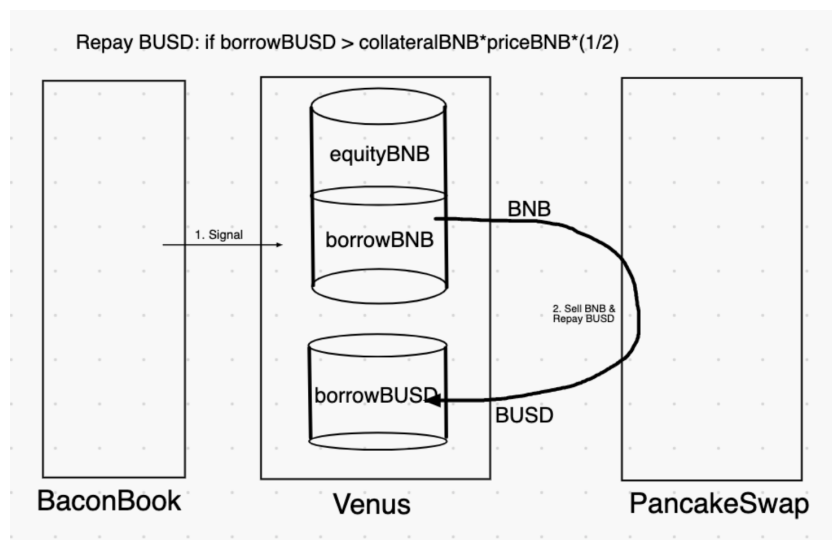 Repay BUSD: if borrowBUSD > collateralBNB*priceBNB*(1/2)
equityBNB
BNB
borrowBNB
1. Signal
2. Sell BNB &
Repay BUSD
borrowBUSD
BUSD
BaconBook
Venus
PancakeSwap